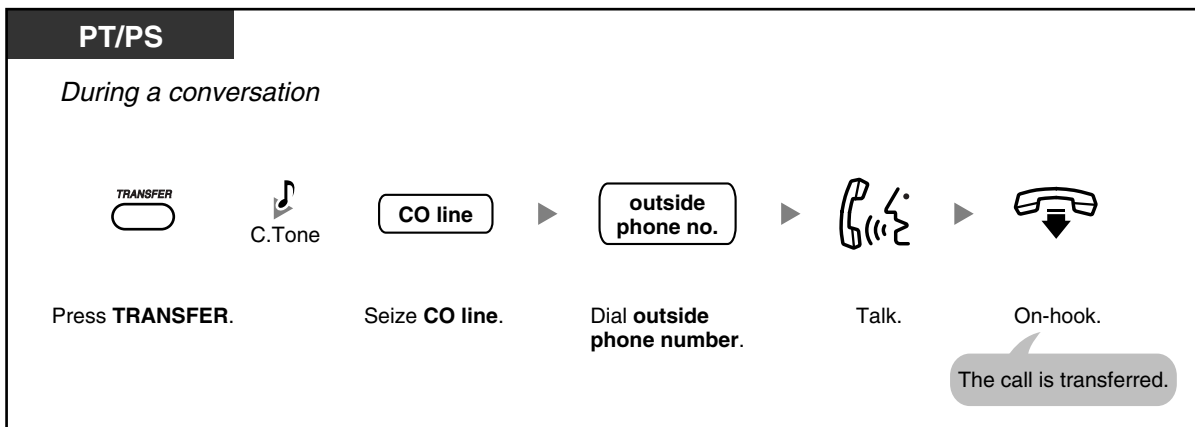 PT/PS
During a conversation
TRANSFER
C.Tone
CO line
outside
phone no.
Press TRANSFER.
Seize CO line.
Dial outside
phone number.
Talk.
On-hook.
The call is transferred.